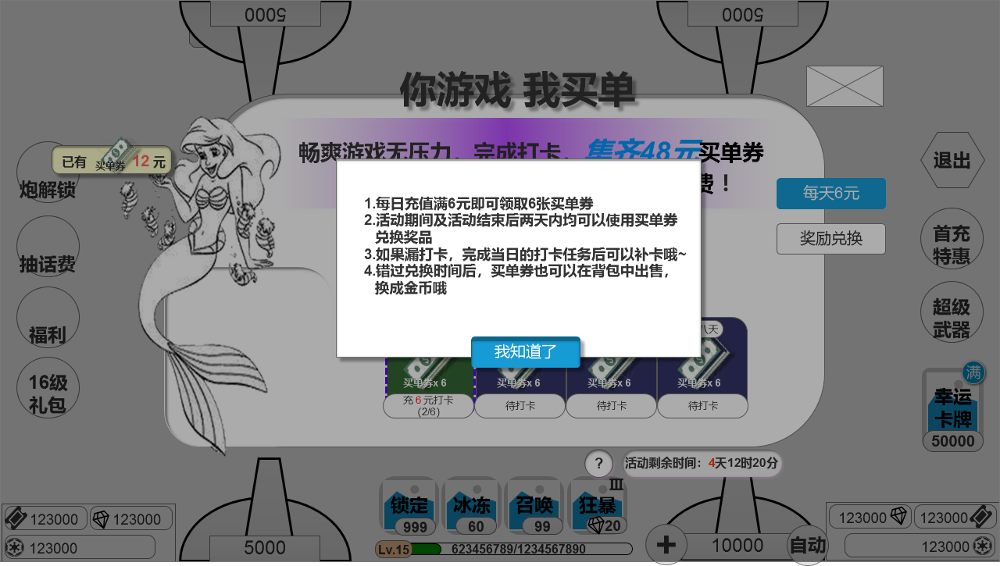 5000
5000
你游戏 我买单
畅爽游戏无压力，完成打卡，集齐48元买单券
费！
已有 买单券 12 元
炮解锁
抽话费
福利
16级
礼包
1.每日充值满6元即可领取6张买单券
2.活动期间及活动结束后两天内均可以使用买单券
兑换奖品
3.如果漏打卡，完成当日的打卡任务后可以补卡哦~
4.错过兑换时间后，买单券也可以在背包中出售，
换成金币哦
我知道了
每天6元
奖励兑换
退出
首充
特惠
超级
武器
满
幸运
卡牌
50000
八天
买单券x 6
买单券x 6
买单券x 6
买单券x 6
充 6 元打卡
(2/6)
待打卡
待打卡
待打卡
?
活动剩余时间：4天12时20分
锁定
999
冰冻
60
召唤
99
III
狂暴
20
Lv.15
623456789/1234567890
123000
123000
123000
5000
+
10000
自动
123000
123000
123000